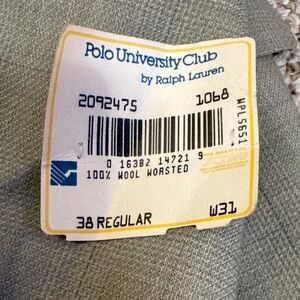 Polo University Club
by Ralph Lauren
2092475 1068
WPL5651
0 16382 14721 9
100% WOOL WORSTED
38 REGULAR W31